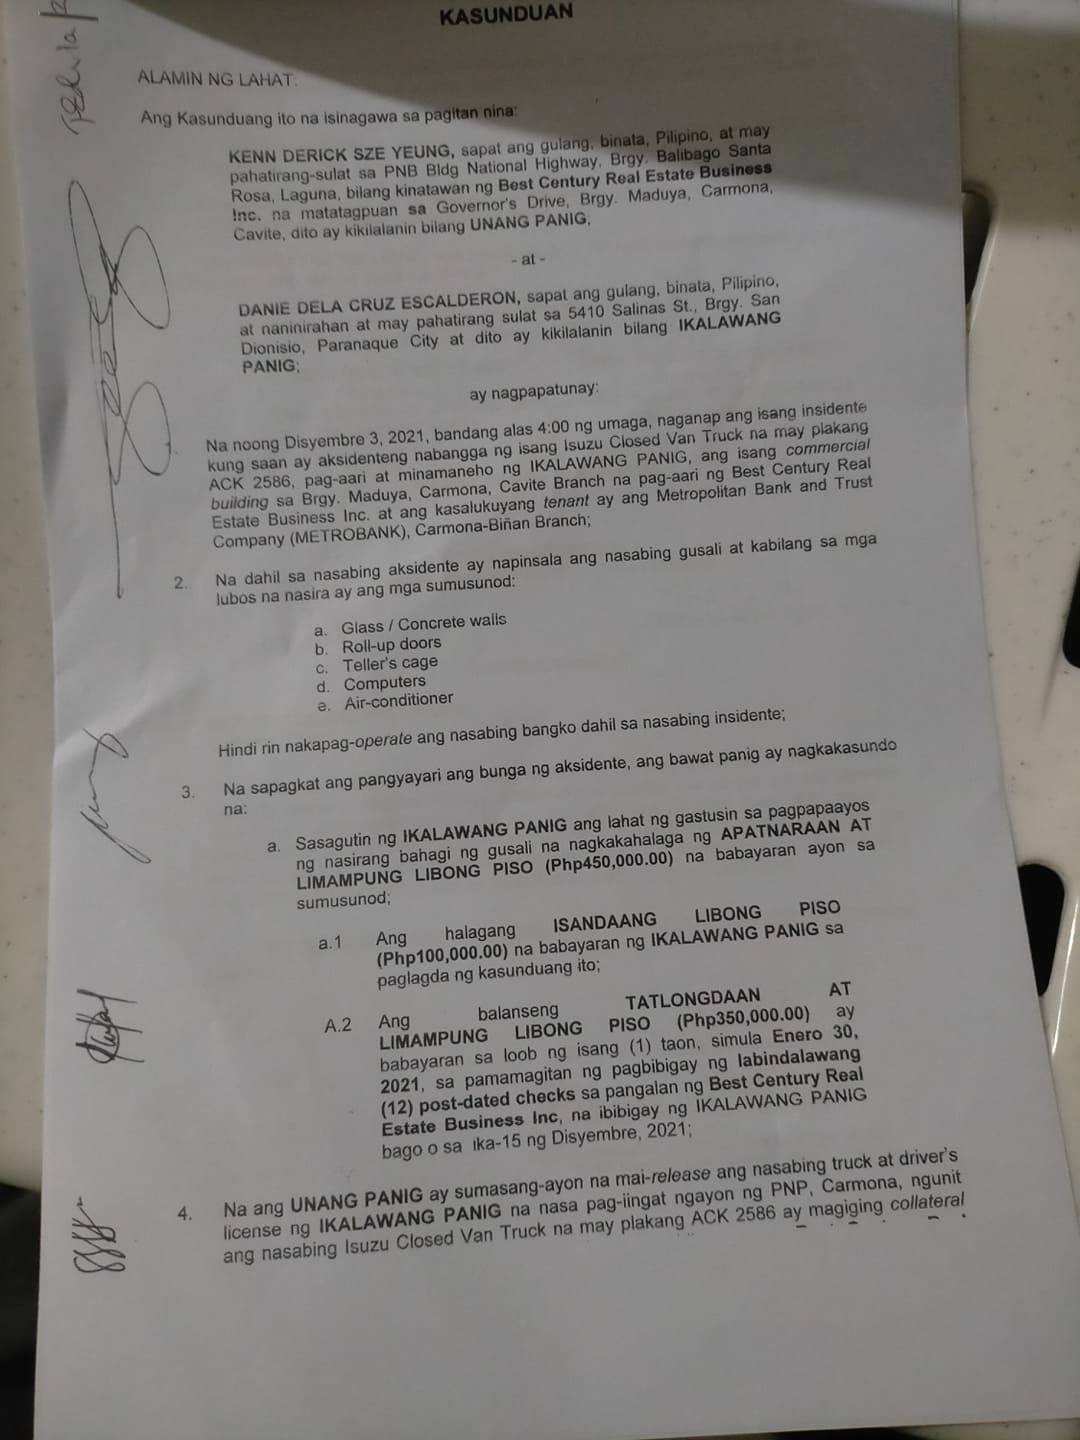 KASUNDUAN
ALAMIN NG LAHAT:
Ang Kasunduang ito na isinagawa sa pagitan nina:
KENN DERICK SZE YEUNG, sapat ang gulang, binata, Pilipino, at may
pahatirang-sulat sa PNB Bldg National Highway, Brgy. Balibago Santa
Rosa, Laguna, bilang kinatawan ng Best Century Real Estate Business
Inc. na matatagpuan sa Governor's Drive, Brgy. Maduya, Carmona,
Cavite, dito ay kikilalanin bilang UNANG PANIG;
- at -
DANIE DELA CRUZ ESCALDERON, sapat ang gulang, binata, Pilipino,
at naninirahan at may pahatirang sulat sa 5410 Salinas St., Brgy. San
Dionisio, Paranaque City at dito ay kikilalanin bilang IKALAWANG
PANIG;
ay nagpapatunay:
Na noong Disyembre 3, 2021, bandang alas 4:00 ng umaga, naganap ang isang insidente
kung saan ay aksidenteng nabangga ng isang Isuzu Closed Van Truck na may plakang
ACK 2586, pag-aari at minamaneho ng IKALAWANG PANIG, ang isang commercial
building sa Brgy. Maduya, Carmona, Cavite Branch na pag-aari ng Best Century Real
Estate Business Inc. at ang kasalukuyang tenant ay ang Metropolitan Bank and Trust
Company (METROBANK), Carmona-Biñan Branch;
2. Na dahil sa nasabing aksidente ay napinsala ang nasabing gusali at kabilang sa mga
lubos na nasira ay ang mga sumusunod:
a. Glass / Concrete walls
b. Roll-up doors
c. Teller's cage
d. Computers
e. Air-conditioner
Hindi rin nakapag-operate ang nasabing bangko dahil sa nasabing insidente;
3. Na sapagkat ang pangyayari ang bunga ng aksidente, ang bawat panig ay nagkakasundo
na:
a. Sasagutin ng IKALAWANG PANIG ang lahat ng gastusin sa pagpapaayos
ng nasirang bahagi ng gusali na nagkakahalaga ng APATNARAAN AT
LIMAMPUNG LIBONG PISO (Php450,000.00) na babayaran ayon sa
sumusunod;
a.1 Ang halagang ISANDAANG LIBONG PISO
(Php100,000.00) na babayaran ng IKALAWANG PANIG sa
paglagda ng kasunduang ito;
A.2 Ang balanseng TATLONGDAAN AT
LIMAMPUNG LIBONG PISO (Php350,000.00) ay
babayaran sa loob ng isang (1) taon, simula Enero 30,
2021, sa pamamagitan ng pagbibigay ng labindalawang
(12) post-dated checks sa pangalan ng Best Century Real
Estate Business Inc, na ibibigay ng IKALAWANG PANIG
bago o sa ika-15 ng Disyembre, 2021;
4. Na ang UNANG PANIG ay sumasang-ayon na mai-release ang nasabing truck at driver's
license ng IKALAWANG PANIG na nasa pag-iingat ngayon ng PNP, Carmona, ngunit
ang nasabing Isuzu Closed Van Truck na may plakang ACK 2586 ay magiging collateral